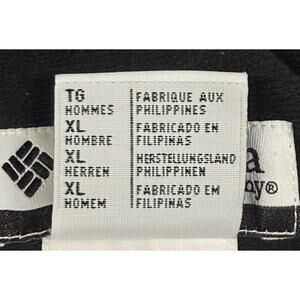 TG
HOMMES
FABRIQUE AUX
PHILIPPINES
XL
HOMBRE
FABRICADO EN
FILIPINAS
XL
HERREN
HERSTELLUNGSLAND
PHILIPPINEN
XL
HOMEM
FABRICADO EM
FILIPINAS